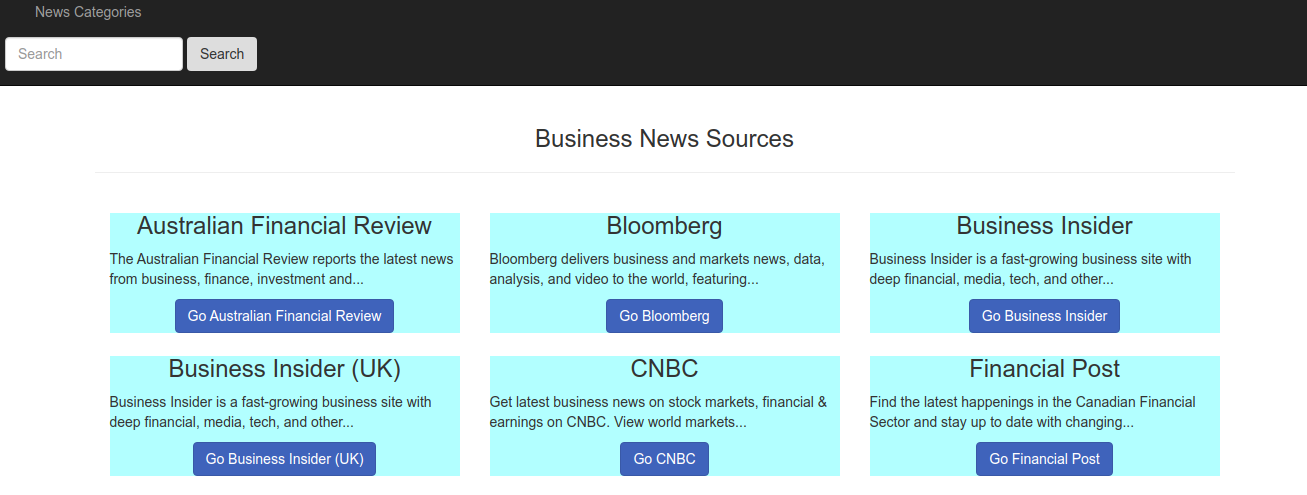 News Categories
Search Search
Business News Sources
Australian Financial Review
The Australian Financial Review reports the latest news
from business, finance, investment and...
Go Australian Financial Review
Bloomberg
Bloomberg delivers business and markets news, data,
analysis, and video to the world, featuring...
Go Bloomberg
Business Insider
Business Insider is a fast-growing business site with
deep financial, media, tech, and other...
Go Business Insider
Business Insider (UK)
Business Insider is a fast-growing business site with
deep financial, media, tech, and other...
Go Business Insider (UK)
CNBC
Get latest business news on stock markets, financial &
earnings on CNBC. View world markets...
Go CNBC
Financial Post
Find the latest happenings in the Canadian Financial
Sector and stay up to date with changing...
Go Financial Post